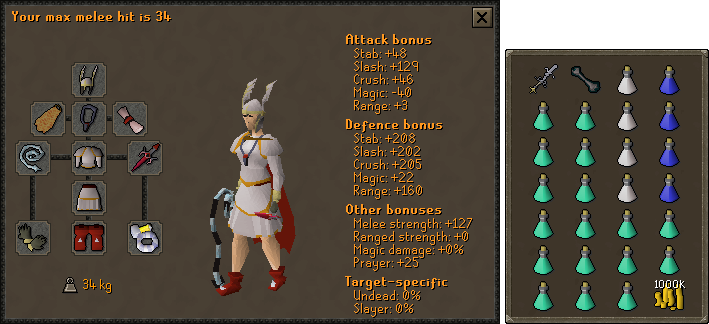 Your max melee hit is 34
Attack bonus
Stab: +48
Slash: +129
Crush: +46
Magic: -40
Range: +3
Defence bonus
Stab: +208
Slash: +202
Crush: +205
Magic: +22
Range: +160
Other bonuses
Melee strength: +127
Ranged strength: +0
Magic damage: +0%
Prayer: +25
Target-specific
Undead: 0%
Slayer: 0%
34 kg
1000K